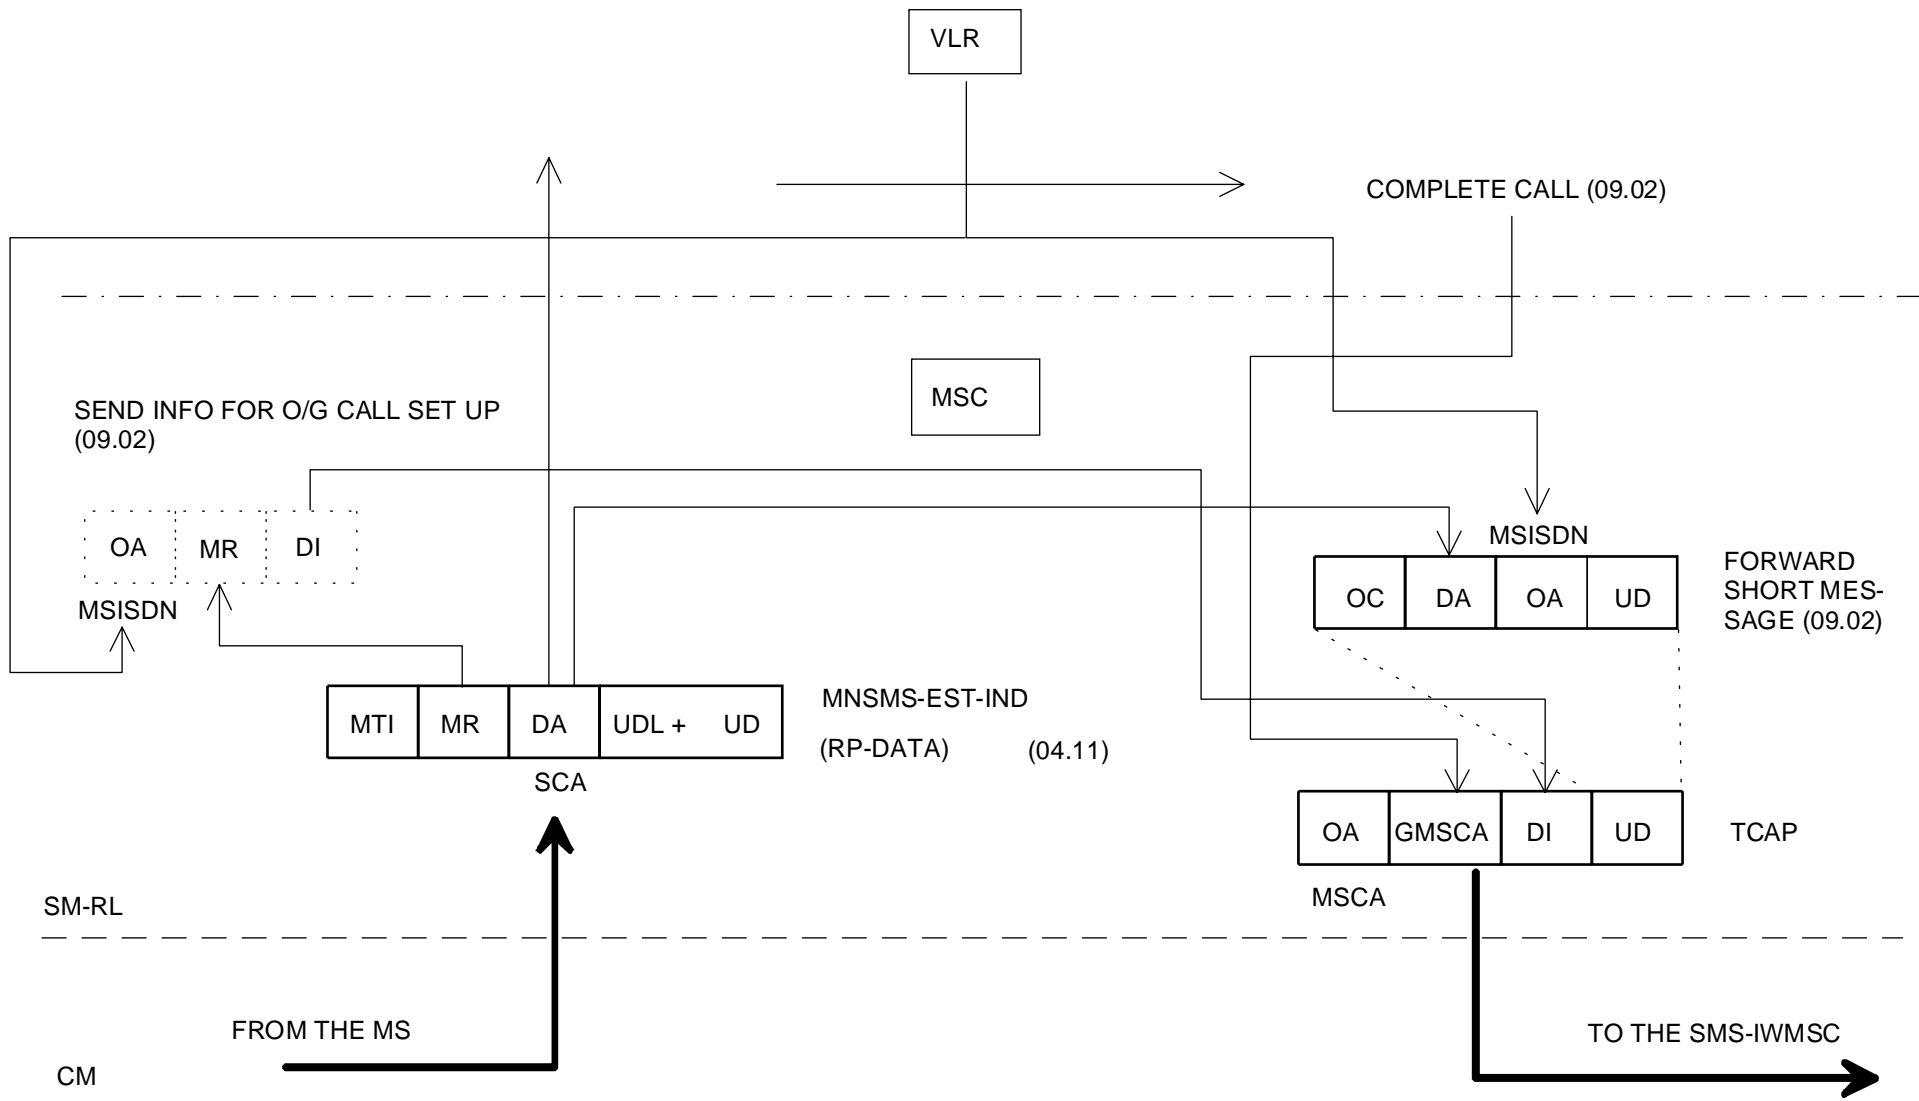 VLR
COMPLETE CALL (09.02)
MSC
SEND INFO FOR O/G CALL SET UP
(09.02)
OA MR DI
MSISDN
MSISDN
OC DA OA UD
FORWARD
SHORT MES-
SAGE (09.02)
MTI MR DA UDL + UD
MNSMS-EST-IND
(RP-DATA) (04.11)
SCA
OA GMSCA DI UD
TCAP
MSCA
SM-RL
FROM THE MS
TO THE SMS-IWMSC
CM